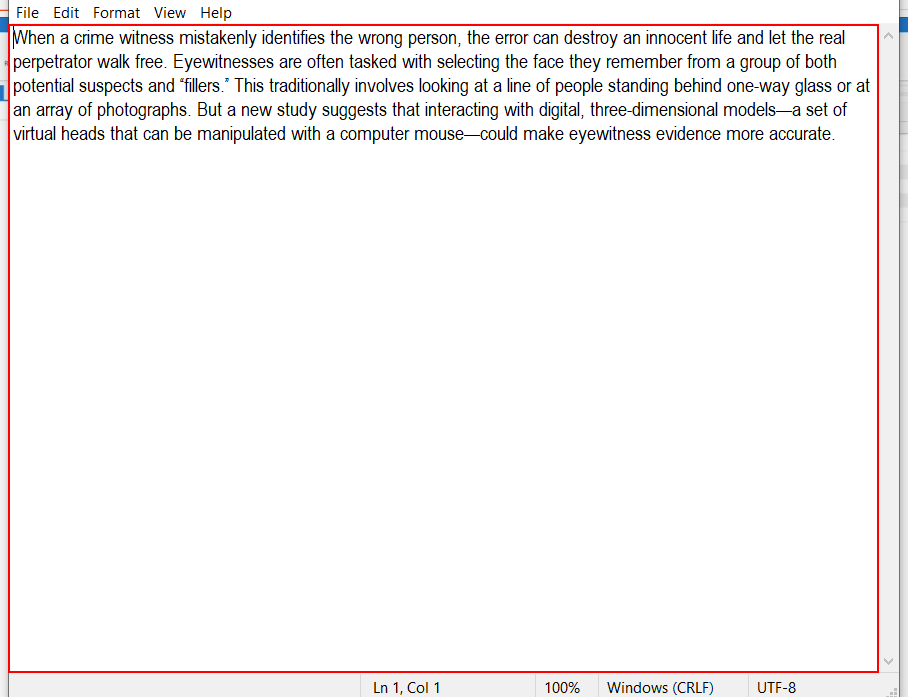 File Edit Format View Help
When a crime witness mistakenly identifies the wrong person, the error can destroy an innocent life and let the real
perpetrator walk free. Eyewitnesses are often tasked with selecting the face they remember from a group of both
potential suspects and “fillers.” This traditionally involves looking at a line of people standing behind one-way glass or at
an array of photographs. But a new study suggests that interacting with digital, three-dimensional models—a set of
virtual heads that can be manipulated with a computer mouse—could make eyewitness evidence more accurate.
Ln 1, Col 1 100% Windows (CRLF) UTF-8